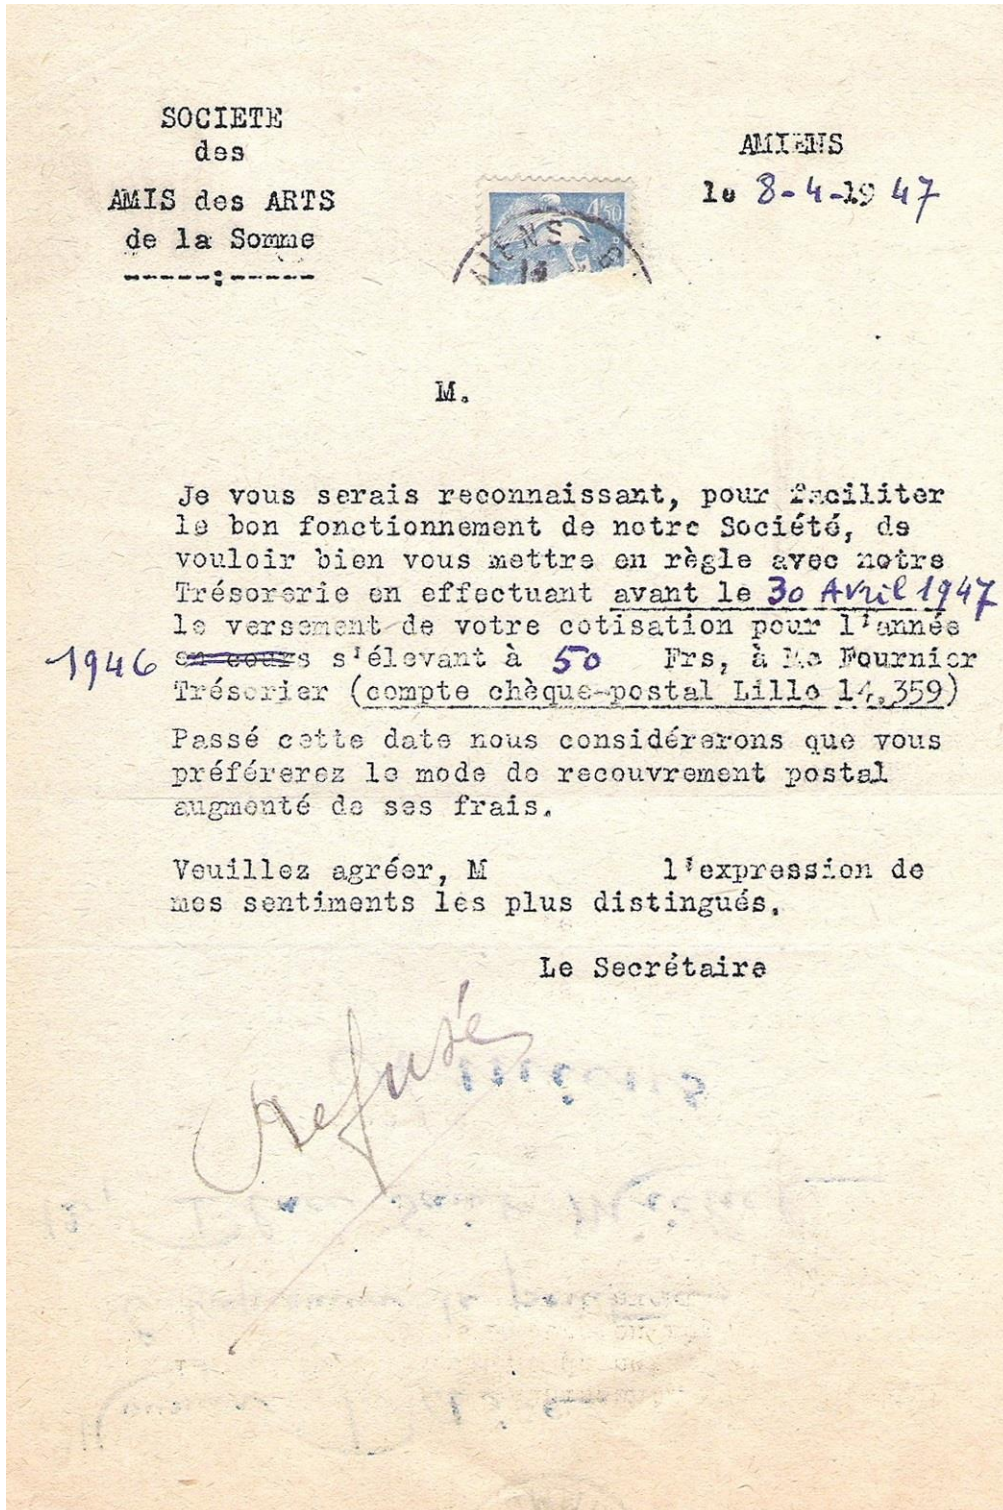 SOCIETE
des
AMIS des ARTS
de la Somme
-----:-----
AMIENS
le 8-4-1947
4F50
M.
Je vous serais reconnaissant, pour faciliter
le bon fonctionnement de notre Société, de
vouloir bien vous mettre en règle avec notre
Trésorerie en effectuant avant le 30 Avril 1947
le versement de votre cotisation pour l'année
1946 en cours s'élevant à 50 Frs, à Me Fournier
Trésorier (compte chèque-postal Lille 14.359)
Passé cette date nous considérerons que vous
préférerez le mode de recouvrement postal
augmenté de ses frais.
Veuillez agréer, M l'expression de
mes sentiments les plus distingués.
Le Secrétaire
Refusé